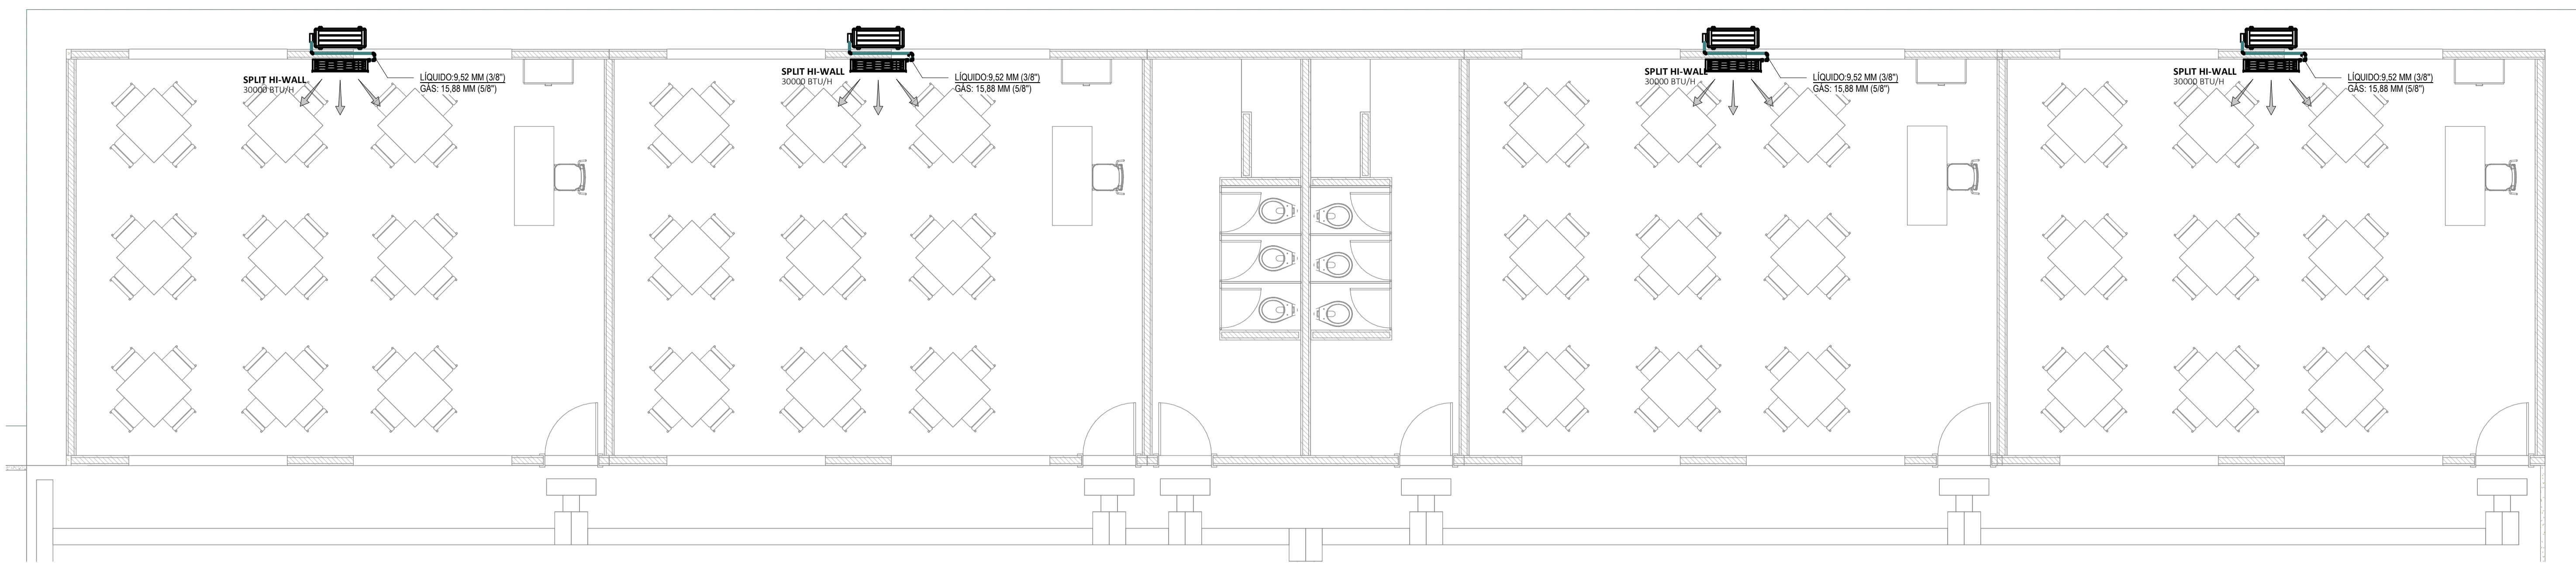 SPLIT HI-WALL
30000 BTU/H
LÍQUIDO:9,52 MM (3/8")
GÁS: 15,88 MM (5/8")
SPLIT HI-WALL
30000 BTU/H
LÍQUIDO:9,52 MM (3/8")
GÁS: 15,88 MM (5/8")
SPLIT HI-WALL
30000 BTU/H
LÍQUIDO:9,52 MM (3/8")
GÁS: 15,88 MM (5/8")
SPLIT HI-WALL
30000 BTU/H
LÍQUIDO:9,52 MM (3/8")
GÁS: 15,88 MM (5/8")